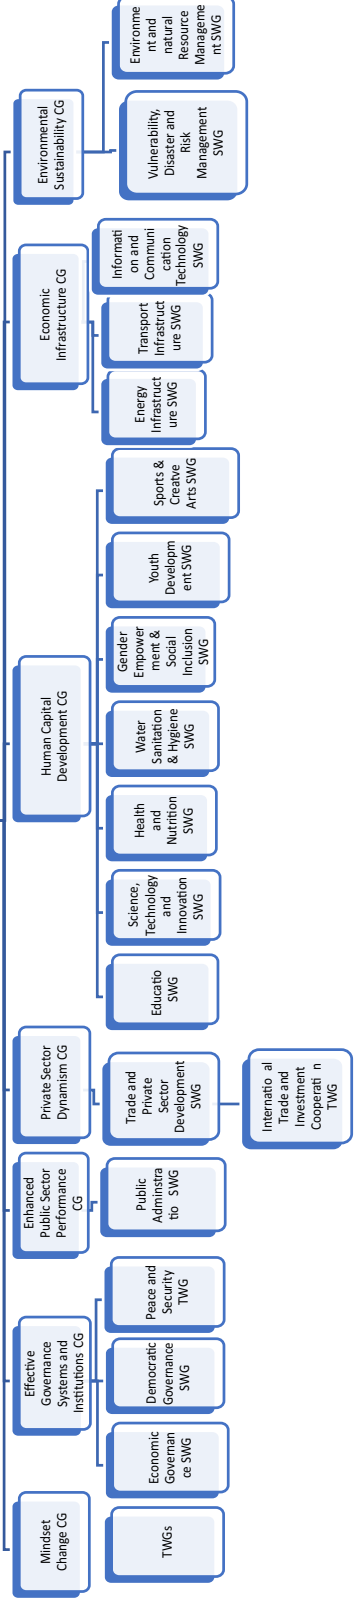 Mindset
Change CG
Effective
Governance
Systems and
Institutions CG
Enhanced
Public Sector
Performance
CG
Private Sector
Dynamism CG
Human Capital
Development CG
Economic
Infrastructure CG
Environmental
Sustainability CG
TWGs
Economic
Governan
ce SWG
Democratic
Governance
SWG
Peace and
Security
TWG
Public
Adminstra
tio SWG
Trade and
Private
Sector
Development
SWG
Educatio
SWG
Science,
Technology
and
Innovation
SWG
Health
and
Nutrition
SWG
Water
Sanitation
& Hygiene
SWG
Gender
Empower
ment &
Social
Inclusion
SWG
Youth
Developm
ent SWG
Sports &
Creatve
Arts SWG
Energy
Infrastruct
ure SWG
Transport
Infrastruct
ure SWG
Informati
on and
Communi
cation
Technology
SWG
Vulnerability,
Disaster and
Risk
Management
SWG
Environme
nt and
natural
Resource
Manageme
nt SWG
Internatio al
Trade and
Investment
Cooperati n
TWG